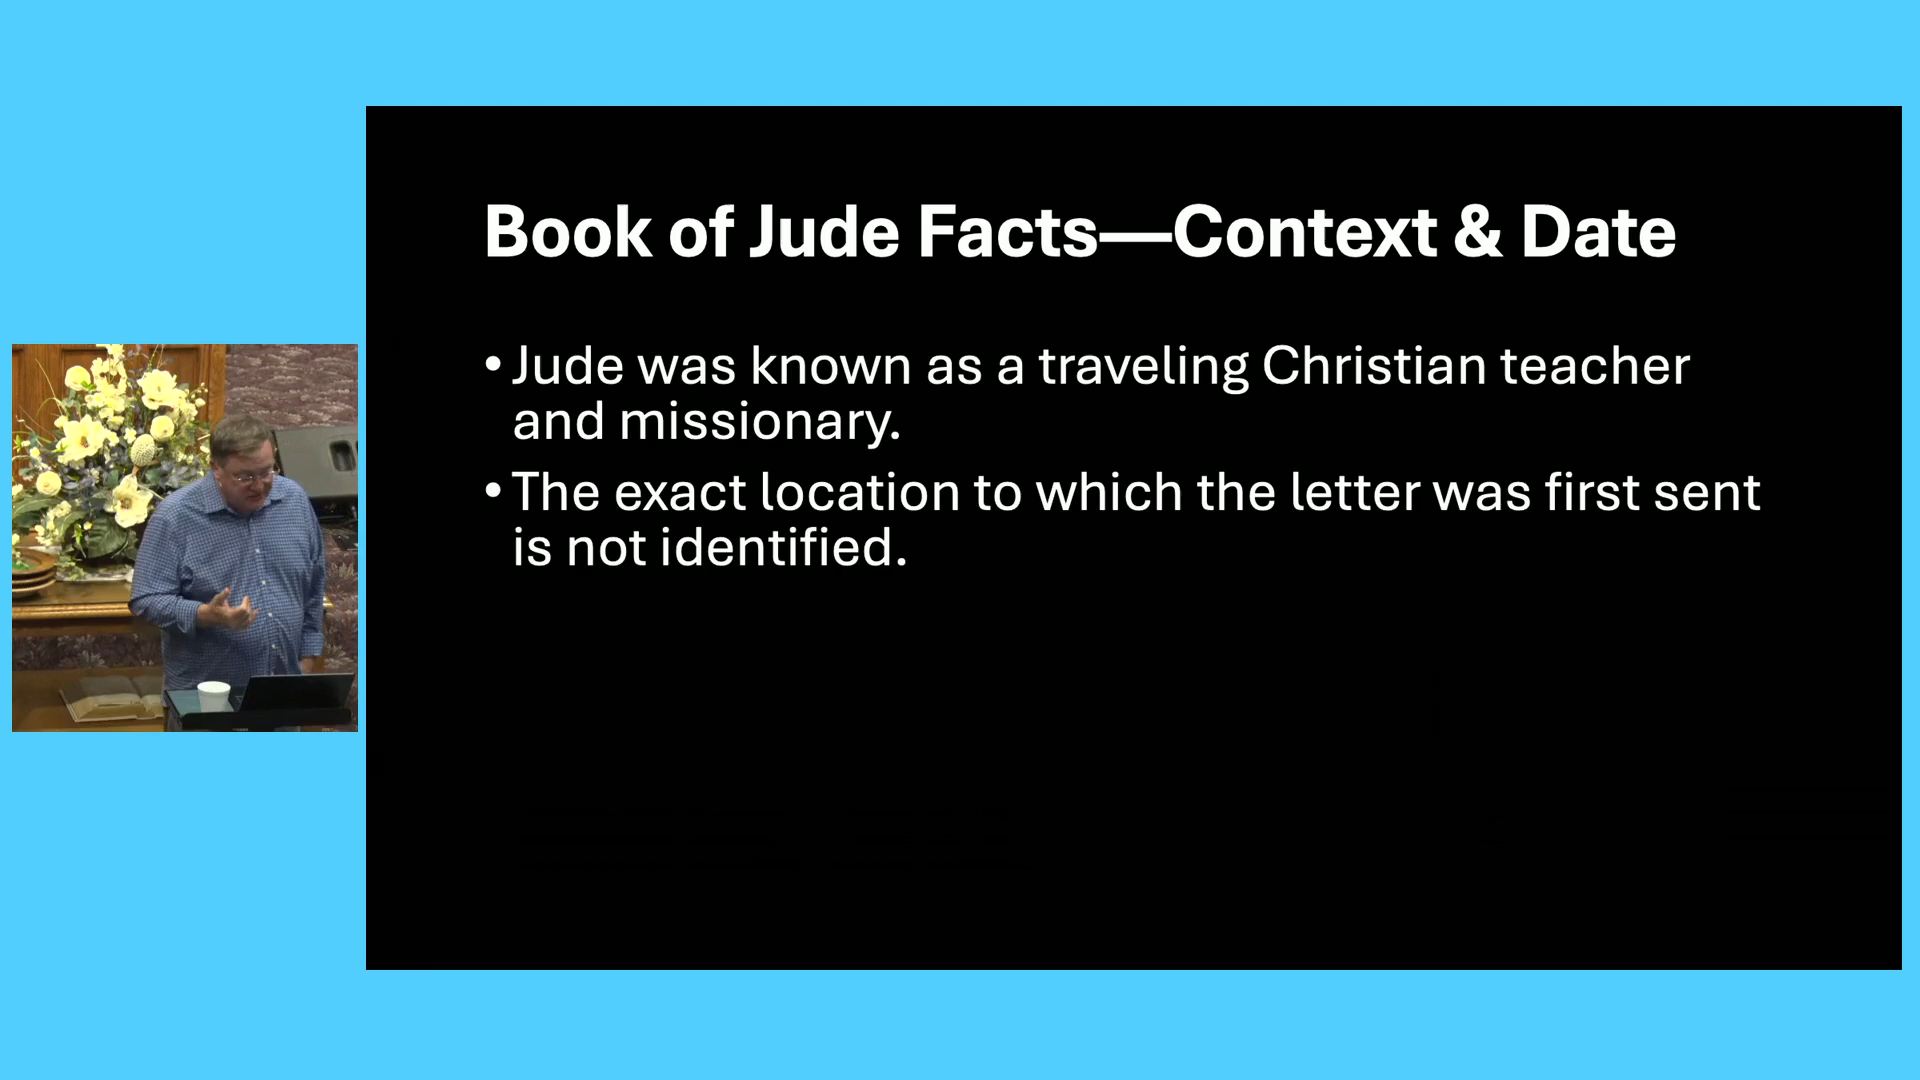 Book of Jude Facts—Context & Date
• Jude was known as a traveling Christian teacher
and missionary.
• The exact location to which the letter was first sent
is not identified.